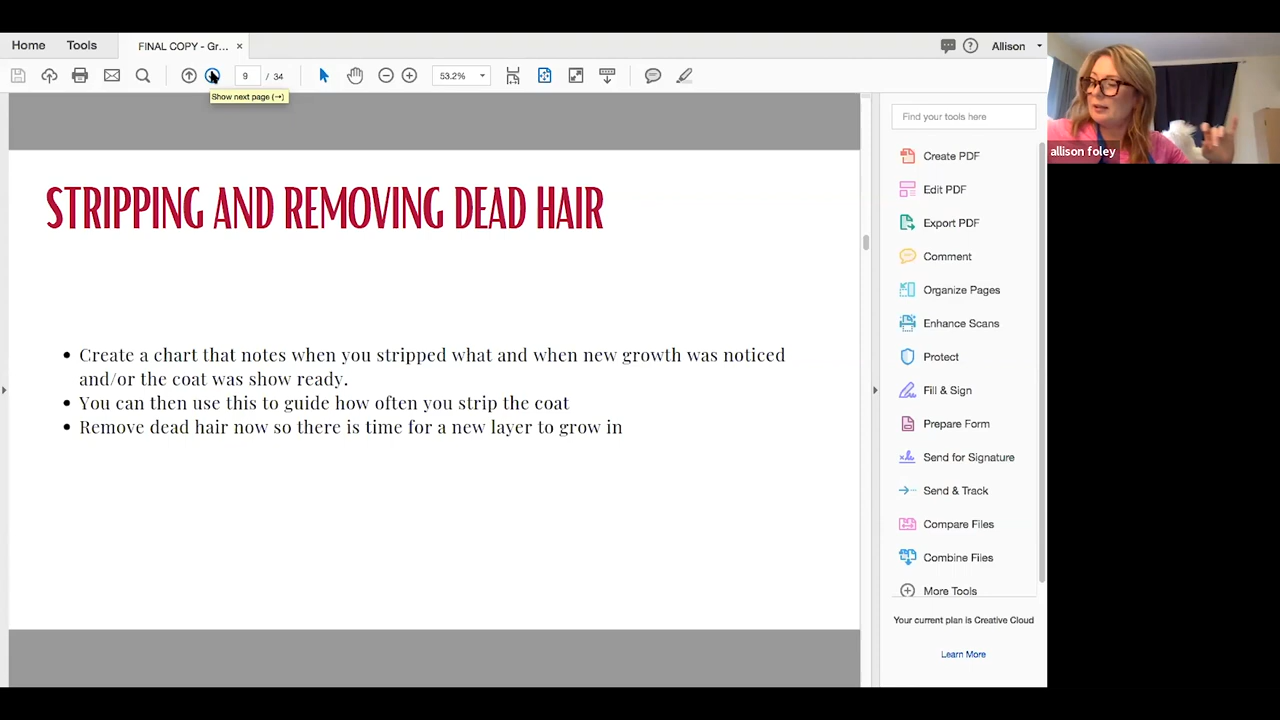 Home
Tools
FINAL COPY - Gr... ×
Allison
9 / 34
53.2%
Show next page (→)
Find your tools here
allison foley
Create PDF
STRIPPING AND REMOVING DEAD HAIR
Edit PDF
Export PDF
Comment
Organize Pages
Enhance Scans
• Create a chart that notes when you stripped what and when new growth was noticed
and/or the coat was show ready.
• You can then use this to guide how often you strip the coat
• Remove dead hair now so there is time for a new layer to grow in
Protect
Fill & Sign
Prepare Form
Send for Signature
Send & Track
Compare Files
Combine Files
More Tools
Your current plan is Creative Cloud
Learn More